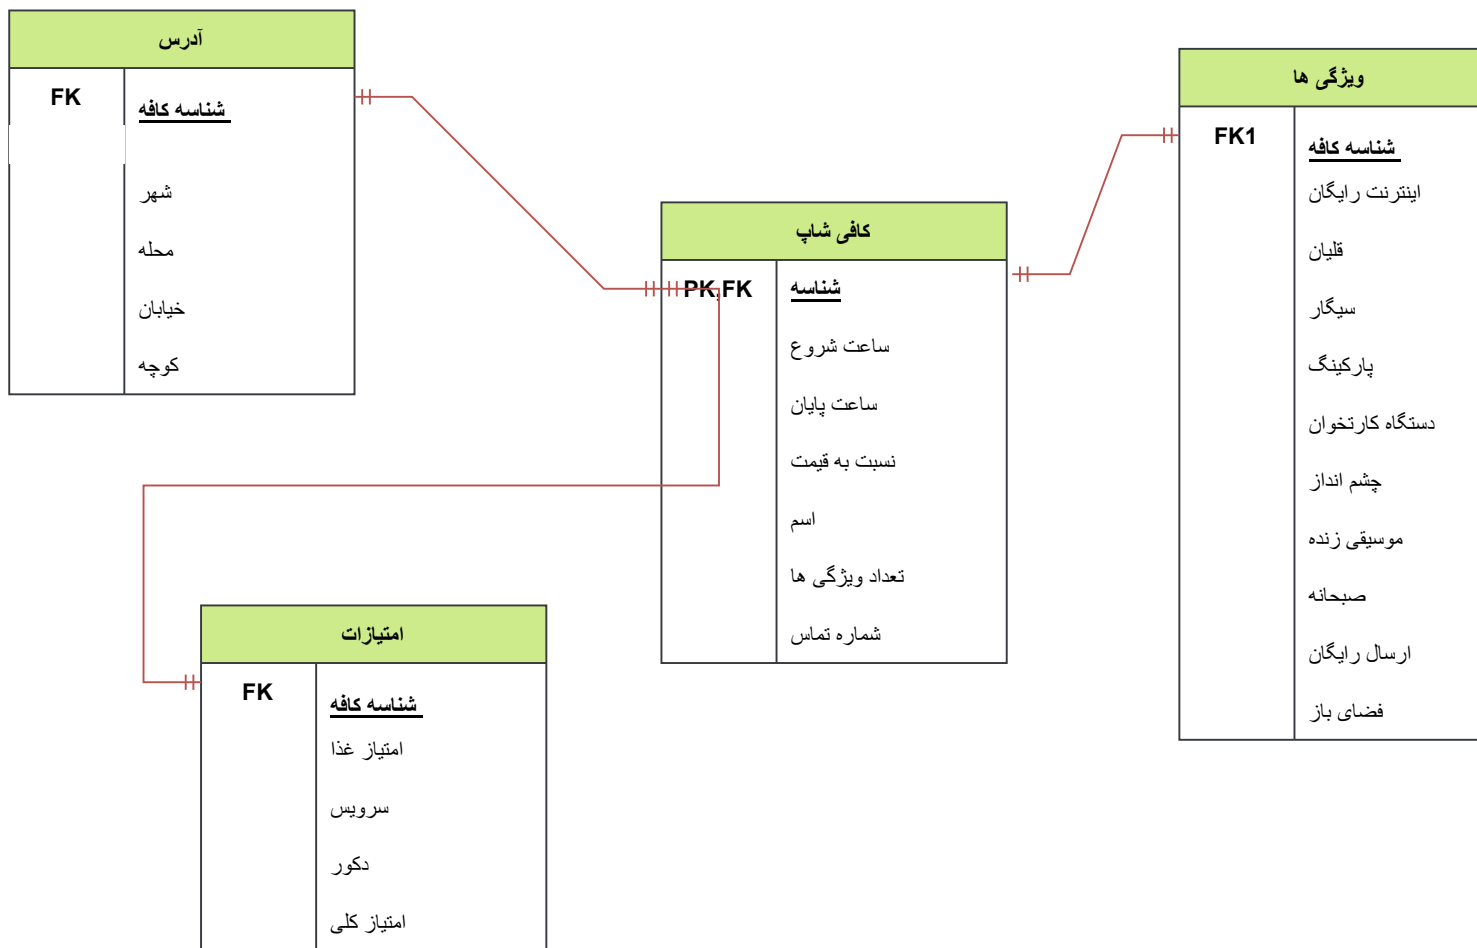 آدرس
FK
شناسه کافه
شهر
محله
خیابان
کوچه
ویژگی ها
FK1
شناسه کافه
اینترنت رایگان
قلیان
سیگار
پارکینگ
دستگاه کارتخوان
چشم انداز
موسیقی زنده
صبحانه
ارسال رایگان
فضای باز
کافی شاپ
PK,FK
شناسه
ساعت شروع
ساعت پایان
نسبت به قیمت
اسم
تعداد ویژگی ها
شماره تماس
امتیازات
FK
شناسه کافه
امتیاز غذا
سرویس
دکور
امتیاز کلی